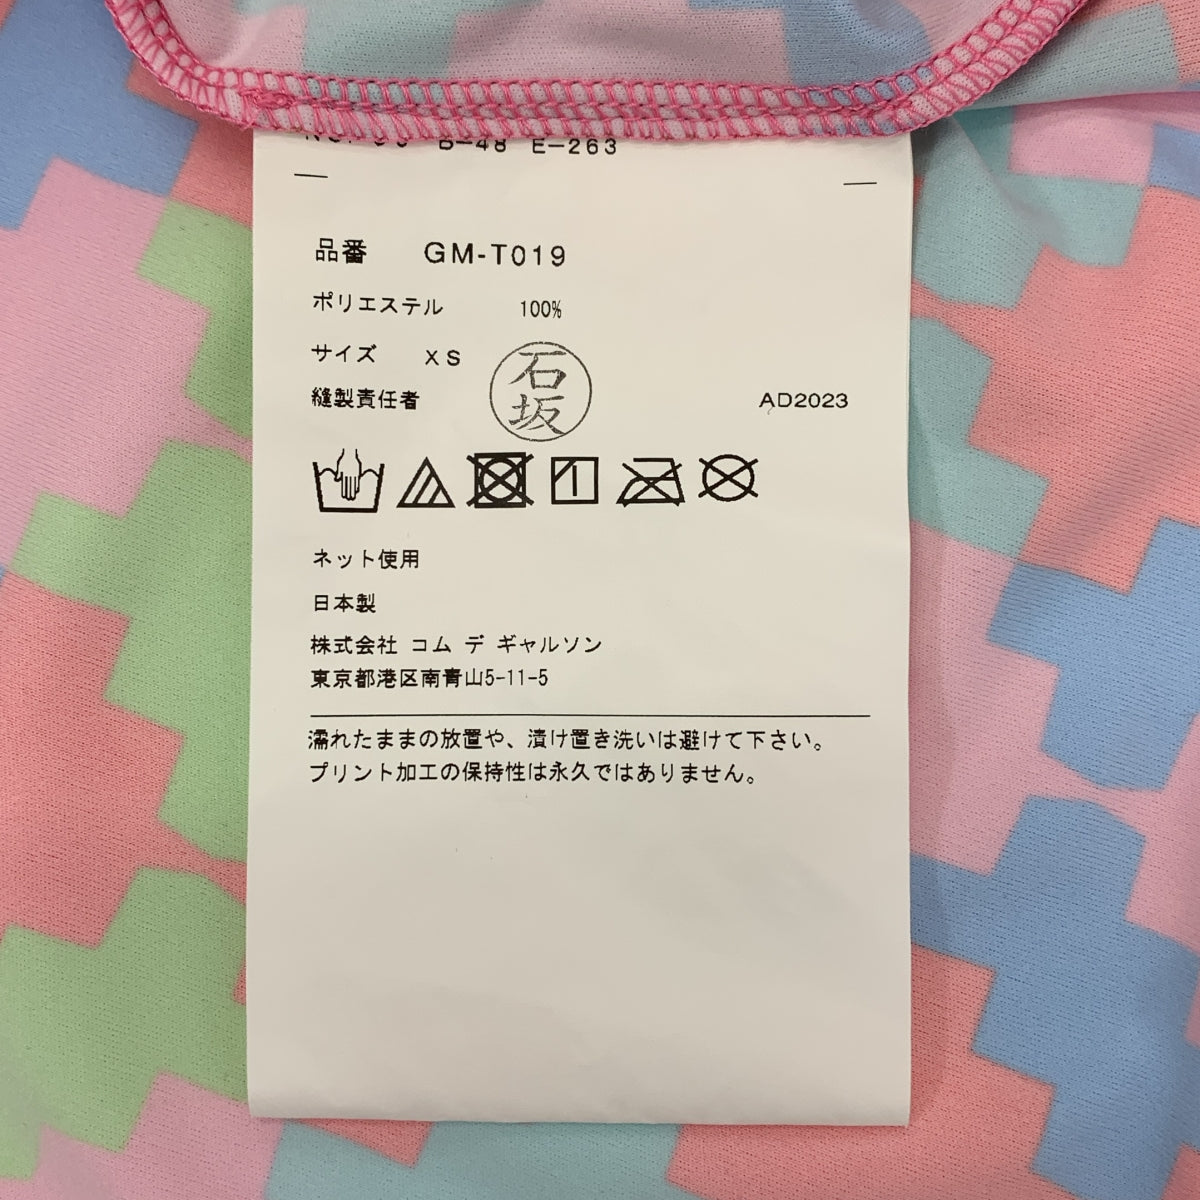 B-48 E-263
品番 GM-T019
ポリエステル 100%
サイズ XS
石坂
縫製責任者 AD2023
ネット使用
日本製
株式会社 コム デ ギャルソン
東京都港区南青山5-11-5
濡れたままの放置や、漬け置き洗いは避けて下さい。
プリント加工の保持性は永久ではありません。